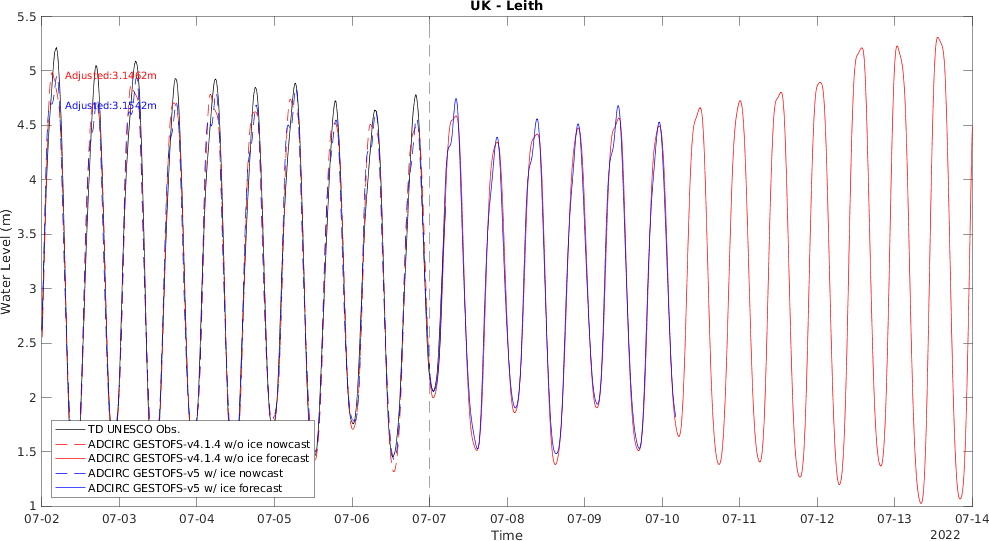 UK - Leith
5.5
5
4.5
4
3.5
3
2.5
2
1.5
1
Water Level (m)
Adjusted:3.1462m
Adjusted:3.1542m
TD UNESCO Obs.
ADCIRC GESTOFS-v4.1.4 w/o ice nowcast
ADCIRC GESTOFS-v4.1.4 w/o ice forecast
ADCIRC GESTOFS-v5 w/ ice nowcast
ADCIRC GESTOFS-v5 w/ ice forecast
07-02 07-03 07-04 07-05 07-06 07-07 07-08 07-09 07-10 07-11 07-12 07-13 07-14
Time
2022